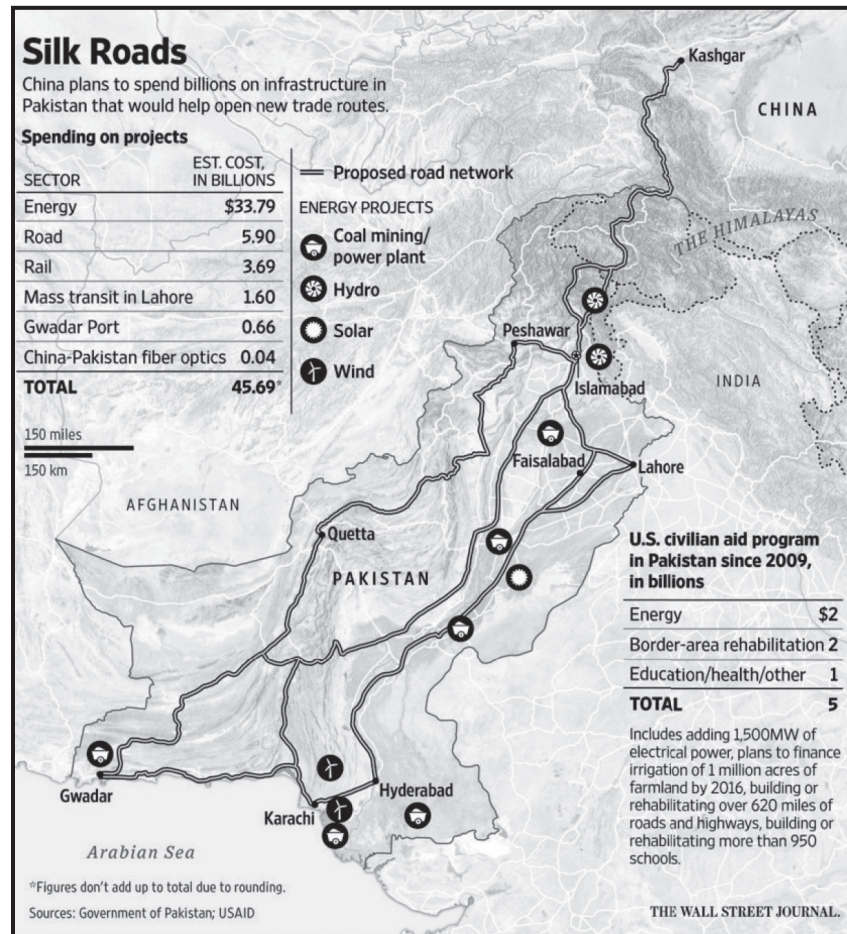 Silk Roads
China plans to spend billions on infrastructure in
Pakistan that would help open new trade routes.
Spending on projects
SECTOR EST. COST, IN BILLIONS
Energy $33.79
Road 5.90
Rail 3.69
Mass transit in Lahore 1.60
Gwadar Port 0.66
China-Pakistan fiber optics 0.04
TOTAL 45.69*
Proposed road network
ENERGY PROJECTS
Coal mining/
power plant
Hydro
Solar
Wind
150 miles
150 km
Kashgar
CHINA
THE HIMALAYAS
Peshawar
Islamabad
INDIA
Faisalabad
Lahore
AFGHANISTAN
Quetta
PAKISTAN
Gwadar
Karachi
Hyderabad
Arabian Sea
U.S. civilian aid program
in Pakistan since 2009,
in billions
Energy $2
Border-area rehabilitation 2
Education/health/other 1
TOTAL 5
Includes adding 1,500MW of
electrical power, plans to finance
irrigation of 1 million acres of
farmland by 2016, building or
rehabilitating over 620 miles of
roads and highways, building or
rehabilitating more than 950
schools.
*Figures don't add up to total due to rounding.
Sources: Government of Pakistan; USAID
THE WALL STREET JOURNAL.